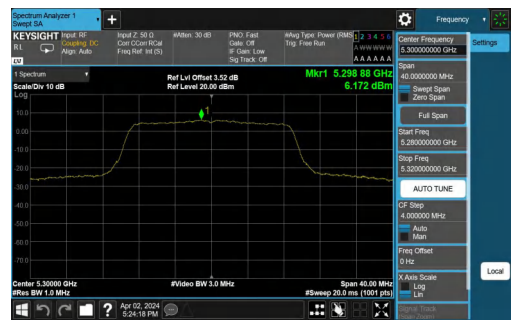 Spectrum Analyzer 1
Swept SA
Frequency
KEYSIGHT
RL
LV
Input: RF
Coupling: DC
Align: Auto
Input Z: 50 Ω
Corr CCorr RCal
Freq Ref: Int (S)
#Atten: 30 dB
PNO: Fast
Gate: Off
IF Gain: Low
Sig Track: Off
#Avg Type: Power (RMS)
Trig: Free Run
1 2 3 4 5 6
A W W W W W
A A A A A A
1 Spectrum
Scale/Div 10 dB
Log
Ref Lvl Offset 3.52 dB
Ref Level 20.00 dBm
Mkr1 5.298 88 GHz
6.172 dBm
1
10.0
0.00
-10.0
-20.0
-30.0
-40.0
-50.0
-60.0
-70.0
Center 5.30000 GHz
#Res BW 1.0 MHz
#Video BW 3.0 MHz
Span 40.00 MHz
#Sweep 20.0 ms (1001 pts)
Apr 02, 2024
5:24:18 PM
Center Frequency
5.300000000 GHz
Span
40.0000000 MHz
Swept Span
Zero Span
Full Span
Start Freq
5.280000000 GHz
Stop Freq
5.320000000 GHz
AUTO TUNE
CF Step
4.000000 MHz
Auto
Man
Freq Offset
0 Hz
X Axis Scale
Log
Lin
Signal Track
Settings
Local